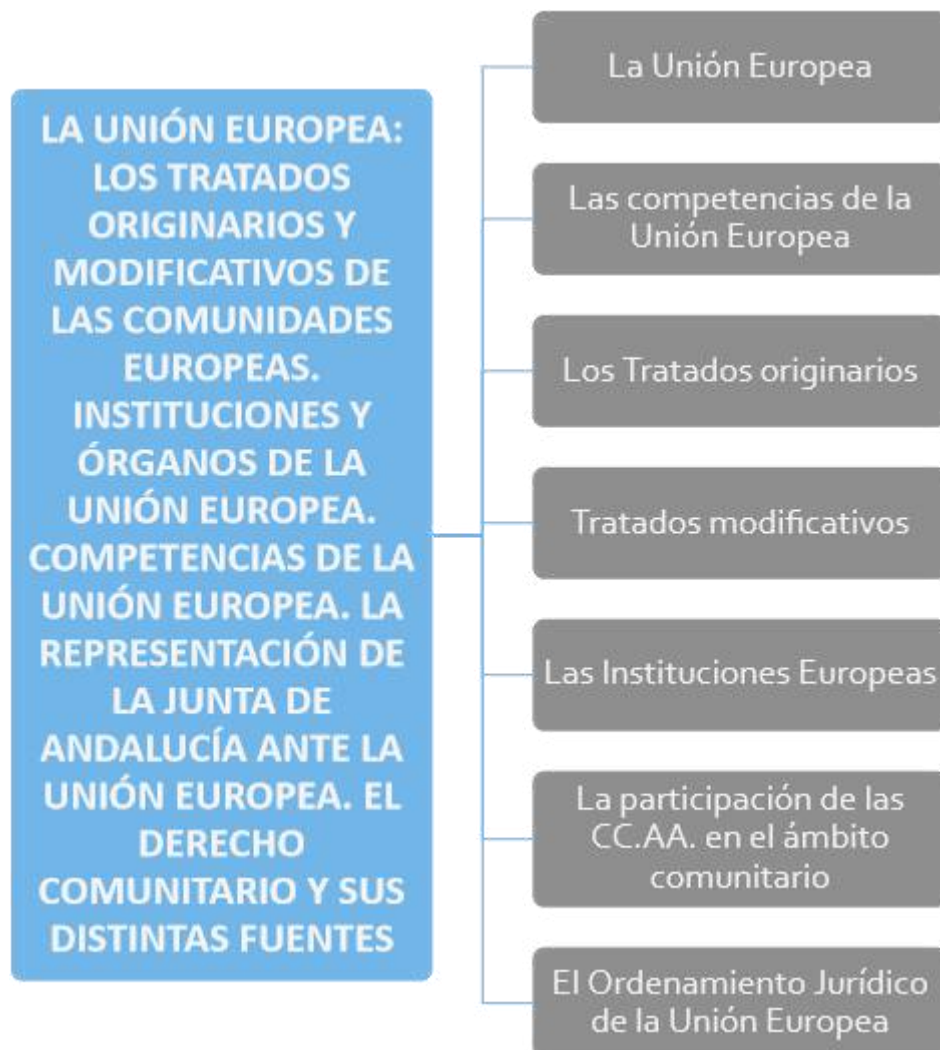 LA UNIÓN EUROPEA:
LOS TRATADOS
ORIGINARIOS Y
MODIFICATIVOS DE
LAS COMUNIDADES
EUROPEAS.
INSTITUCIONES Y
ÓRGANOS DE LA
UNIÓN EUROPEA.
COMPETENCIAS DE LA
UNIÓN EUROPEA. LA
REPRESENTACIÓN DE
LA JUNTA DE
ANDALUCÍA ANTE LA
UNIÓN EUROPEA. EL
DERECHO
COMUNITARIO Y SUS
DISTINTAS FUENTES
La Unión Europea
Las competencias de la
Unión Europea
Los Tratados originarios
Tratados modificativos
Las Instituciones Europeas
La participación de las
CC.AA. en el ámbito
comunitario
El Ordenamiento Jurídico
de la Unión Europea